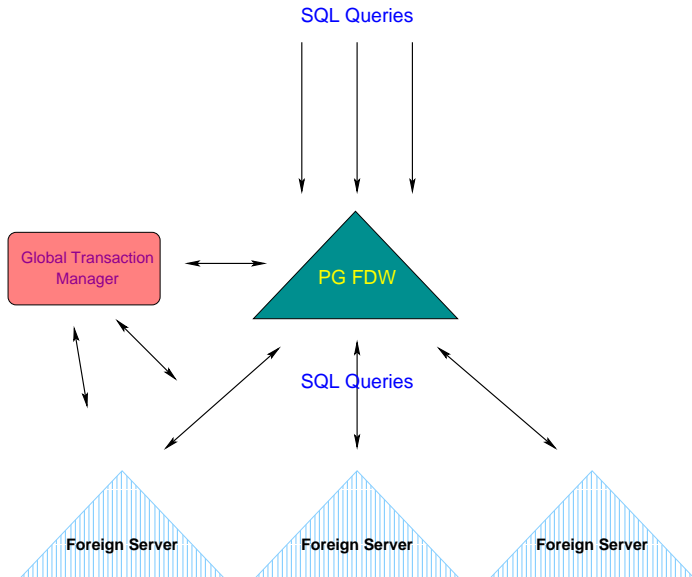 SQL Queries
Global Transaction
Manager
PG FDW
SQL Queries
Foreign Server
Foreign Server
Foreign Server